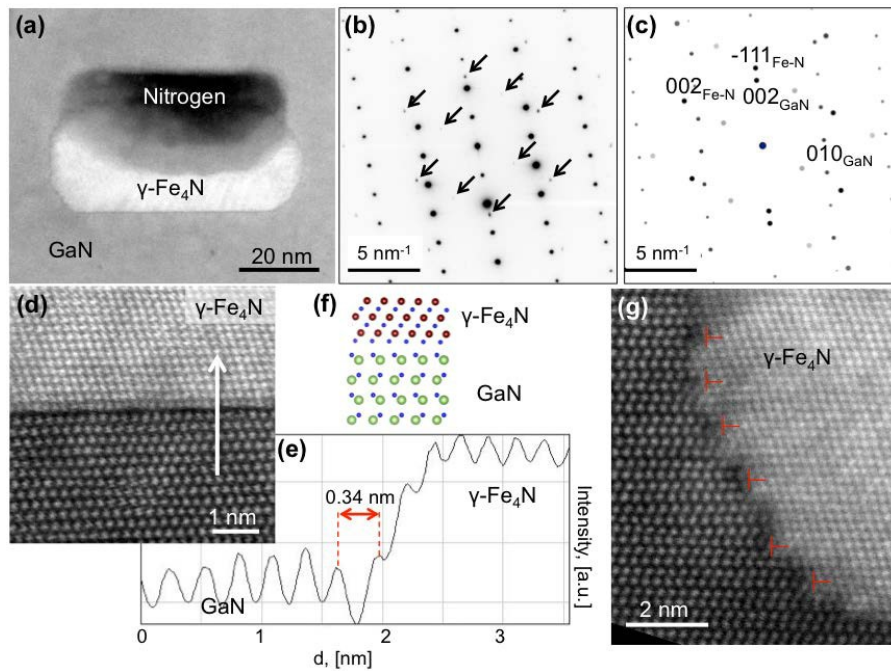 (a)
Nitrogen
γ-Fe₄N
GaN
20 nm
(b)
5 nm⁻¹
(c)
-111Fe-N
002Fe-N
002GaN
010GaN
5 nm⁻¹
(d)
γ-Fe₄N
1 nm
(f)
γ-Fe₄N
GaN
(e)
0.34 nm
γ-Fe₄N
GaN
Intensity, [a.u.]
0 1 2 3
d, [nm]
(g)
γ-Fe₄N
2 nm